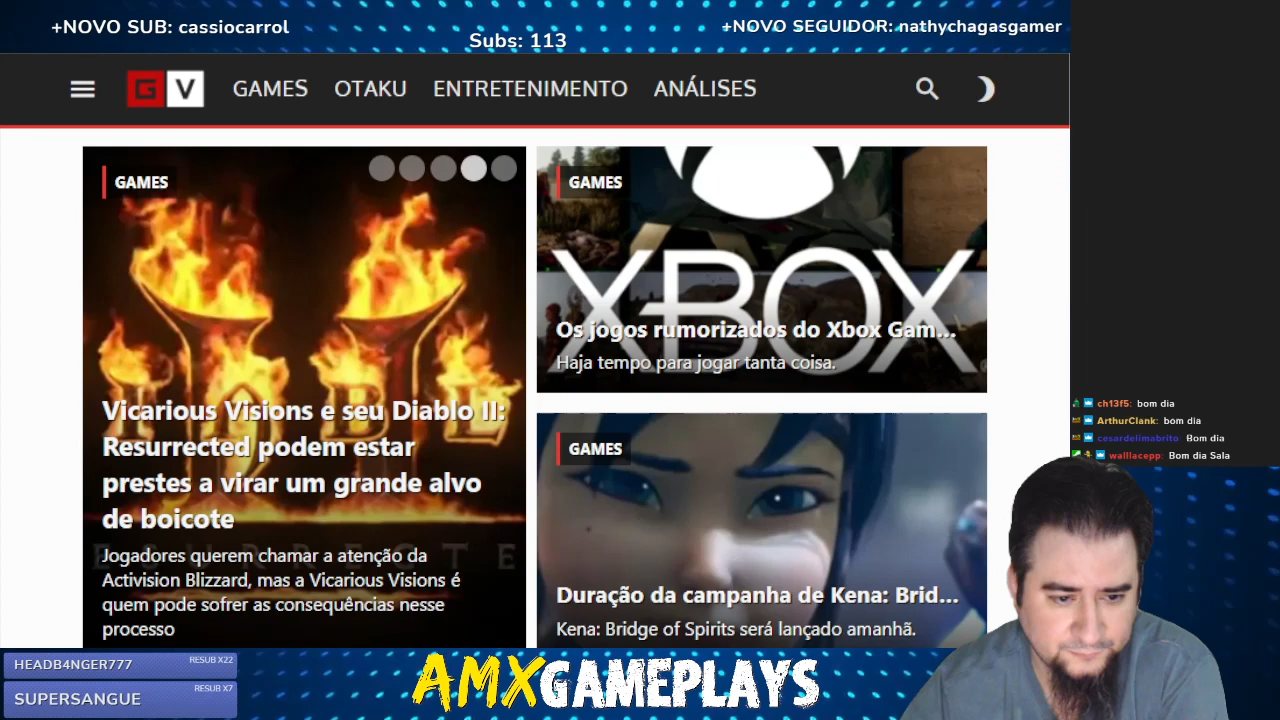 +NOVO SUB: cassiocarrol
Subs: 113
+NOVO SEGUIDOR: nathychagasgamer
GV
GAMES
OTAKU
ENTRETENIMENTO
ANÁLISES
GAMES
Vicarious Visions e seu Diablo II:
Resurrected podem estar
prestes a virar um grande alvo
de boicote
Jogadores querem chamar a atenção da
Activision Blizzard, mas a Vicarious Visions é
quem pode sofrer as consequências nesse
processo
GAMES
XBOX
Os jogos rumorizados do Xbox Gam...
Haja tempo para jogar tanta coisa.
GAMES
Duração da campanha de Kena: Brid...
Kena: Bridge of Spirits será lançado amanhã.
ch13f5: bom dia
ArthurClank: bom dia
cesardelimabrito Bom dia
walllacepp: Bom dia Sala
HEADB4NGER777
RESUB X22
SUPERSANGUE
RESUB X7
AMXGAMEPLAYS